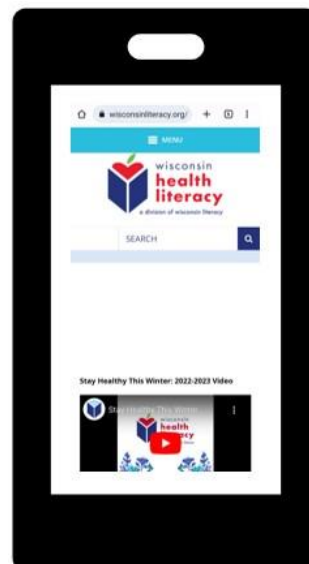 wisconsinliteracy.org/
MENU
wisconsin
health
literacy
a division of wisconsin literacy
SEARCH
Stay Healthy This Winter: 2022-2023 Video
Stay Healthy This Winter
wisconsin
health